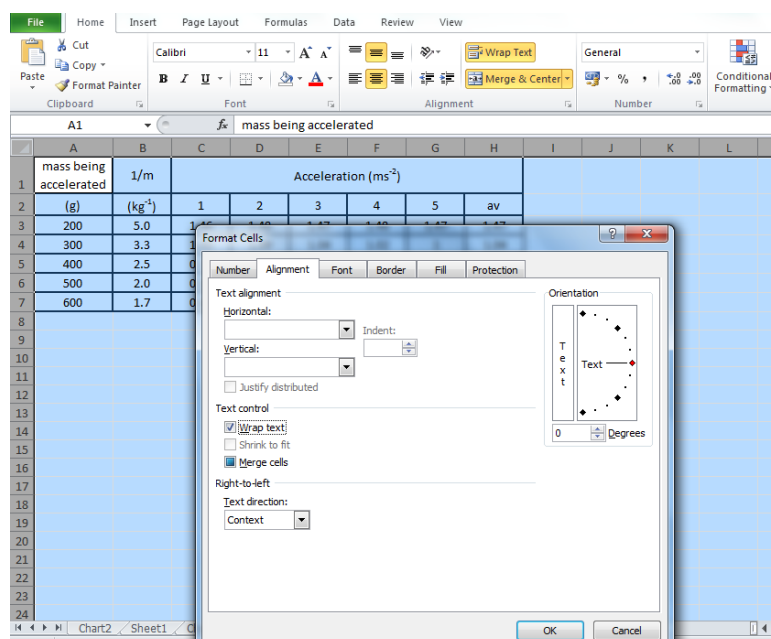 File Home Insert Page Layout Formulas Data Review View
Cut
Copy
Format Painter
Paste
Calibri 11 A A
B I U A
Wrap Text
Merge & Center
General
% ,
Conditional
Formatting
Clipboard Font Alignment Number
A1 fx mass being accelerated
A B C D E F G H I J K L
1 mass being accelerated 1/m Acceleration (ms⁻²)
2 (g) (kg⁻¹) 1 2 3 4 5 av
3 200 5.0
4 300 3.3
5 400 2.5
6 500 2.0
7 600 1.7
8
9
10
11
12
13
14
15
16
17
18
19
20
21
22
23
24
Format Cells
Number Alignment Font Border Fill Protection
Text alignment
Horizontal:
Indent:
Vertical:
Justify distributed
Text control
Wrap text
Shrink to fit
Merge cells
Right-to-left
Text direction:
Context
Orientation
Text
Text
0 Degrees
OK Cancel
Chart2 Sheet1